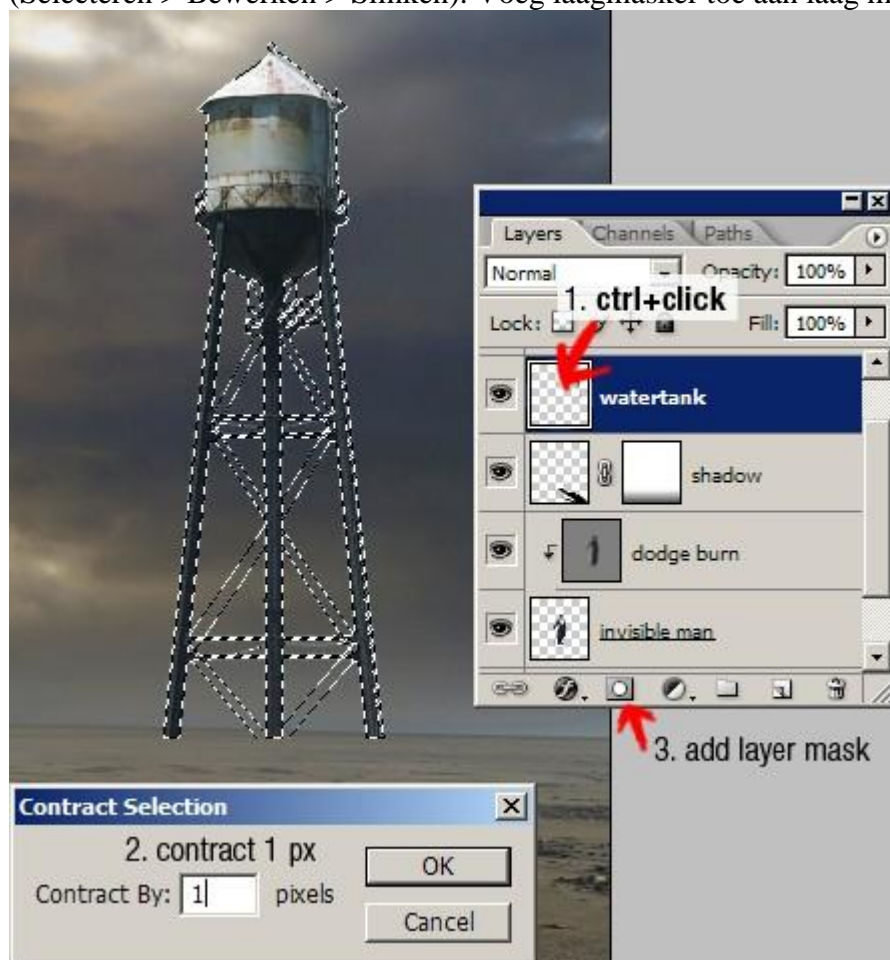 (Selecteren > Bewerken > Slinken). Voeg laagmasker toe aan laag
Layers Channels Paths
Normal Opacity: 100%
1. ctrl+click
Lock: Fill: 100%
watertank
shadow
dodge burn
invisible man
3. add layer mask
Contract Selection
2. contract 1 px
OK
Contract By: 1 pixels
Cancel